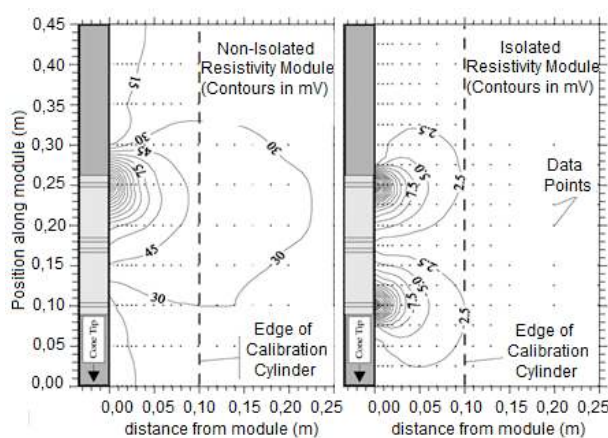 Non-Isolated
Resistivity Module
(Contours in mV)
Position along module (m)
0,45
0,40
0,35
0,30
0,25
0,20
0,15
0,10
0,05
0,00
15
30
45
75
30
45
30
30
Cone Tip
Edge of
Calibration
Cylinder
0,00 0,05 0,10 0,15 0,20 0,25
distance from module (m)
Isolated
Resistivity Module
(Contours in mV)
2.5
5.0
7.5
2.5
Data
Points
2.5
5.0
7.5
2.5
Cone Tip
Edge of
Calibration
Cylinder
0,00 0,05 0,10 0,15 0,20 0,25
distance from module (m)